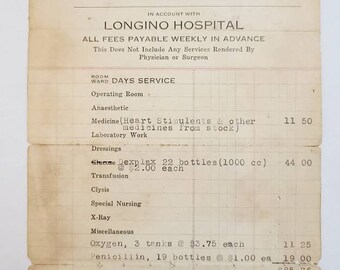 IN ACCOUNT WITH
LONGINO HOSPITAL
ALL FEES PAYABLE WEEKLY IN ADVANCE
This Does Not Include Any Services Rendered By
Physician or Surgeon
ROOM
WARD DAYS SERVICE
Operating Room
Anaesthetic
Medicine(Heart Stimulents & other 11 50
medicines from stock)
Laboratory Work
Dressings
Dexplax 22 bottles(1000 cc) 44 00
@ $2.00 each
Transfusion
Clysis
Special Nursing
X-Ray
Miscellaneous
Oxygen, 3 tanks @ $3.75 each 11 25
Penicillin, 19 bottles @ $1.00 ea 19 00